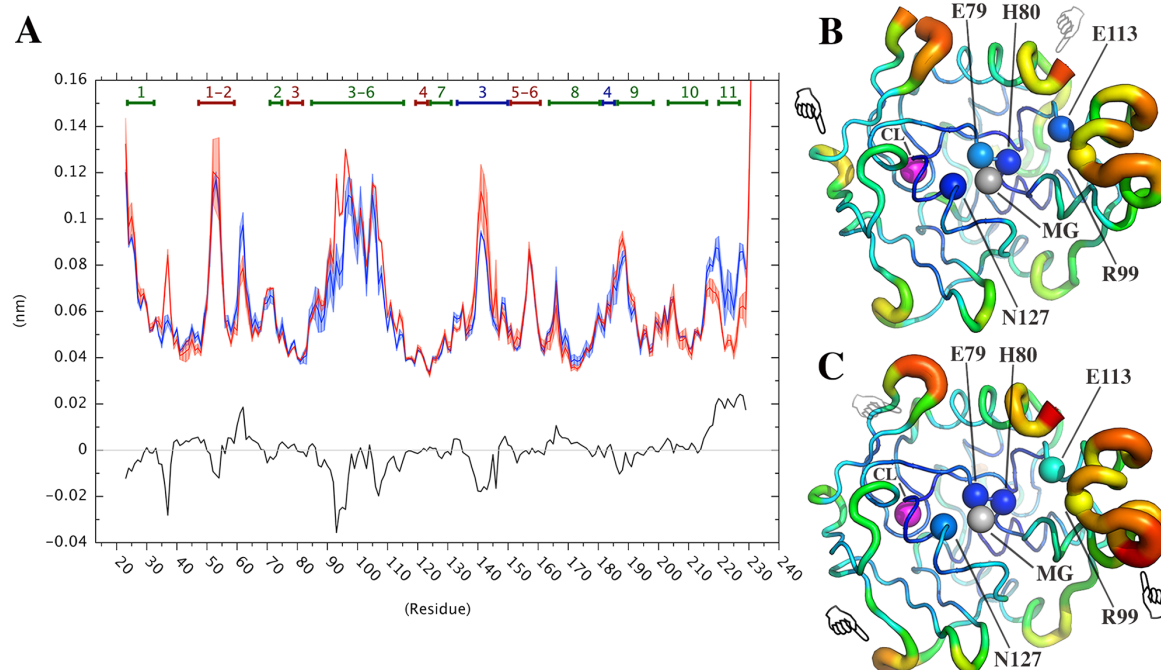 A
0.16
0.14
0.12
0.1
0.08
0.06
0.04
0.02
0
−0.02
−0.04
(nm)
1 1–2 2 3 3–6 4 7 3 5–6 8 4 9 10 11
20 30 40 50 60 70 80 90 100 110 120 130 140 150 160 170 180 190 200 210 220 230 240
(Residue)
B
E79 H80
E113
CL
MG
R99
N127
C
E79 H80
E113
CL
MG
R99
N127